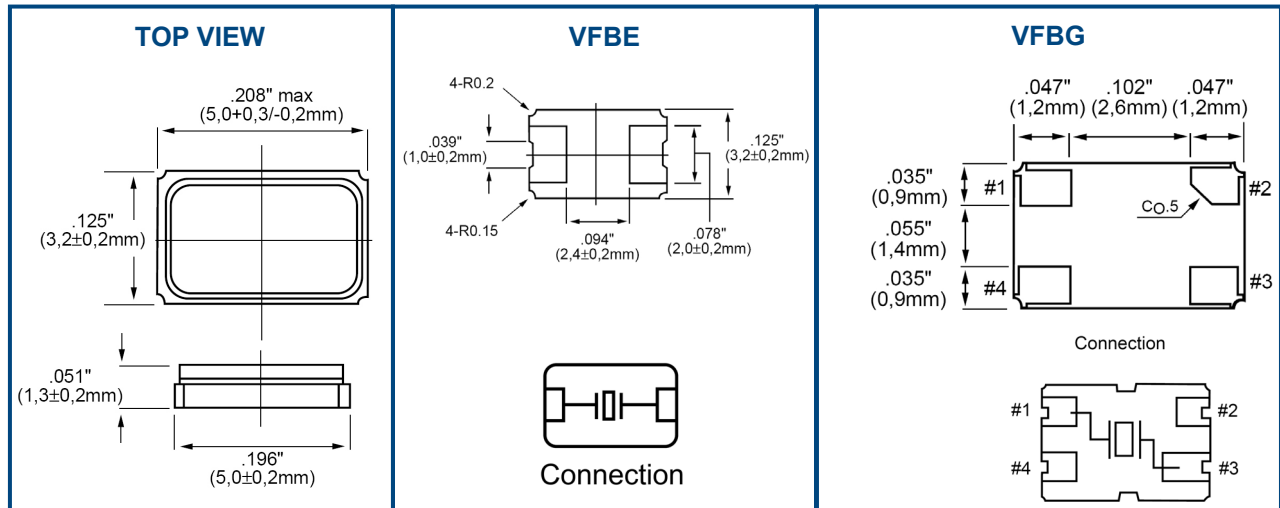 TOP VIEW
.208" max
(5,0+0,3/-0,2mm)
.125"
(3,2±0,2mm)
.051"
(1,3±0,2mm)
.196"
(5,0±0,2mm)
VFBE
4-R0.2
.039"
(1,0±0,2mm)
.125"
(3,2±0,2mm)
4-R0.15
.094"
(2,4±0,2mm)
.078"
(2,0±0,2mm)
Connection
VFBG
.047" .102" .047"
(1,2mm) (2,6mm) (1,2mm)
.035"
(0,9mm)
#1
#2
CO.5
.055"
(1,4mm)
.035"
(0,9mm)
#4
#3
Connection
#1
#2
#4
#3